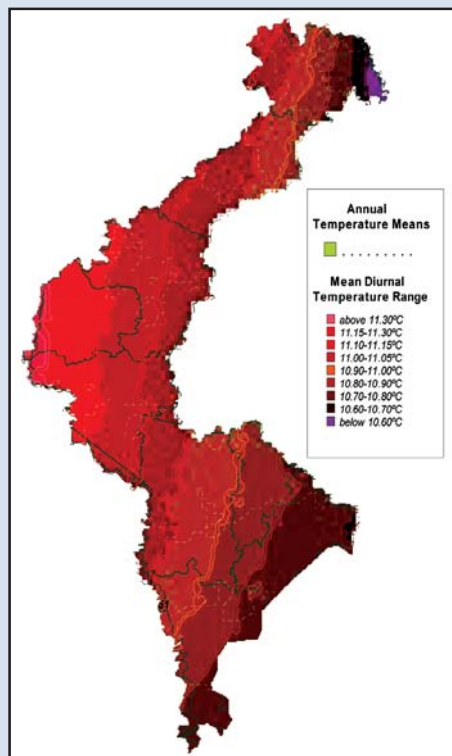 Annual
Temperature Means
. . . . . . . . .
Mean Diurnal
Temperature Range
above 11.30ºC
11.15-11.30ºC
11.10-11.15ºC
11.00-11.05ºC
10.90-11.00ºC
10.80-10.90ºC
10.70-10.80ºC
10.60-10.70ºC
below 10.60ºC